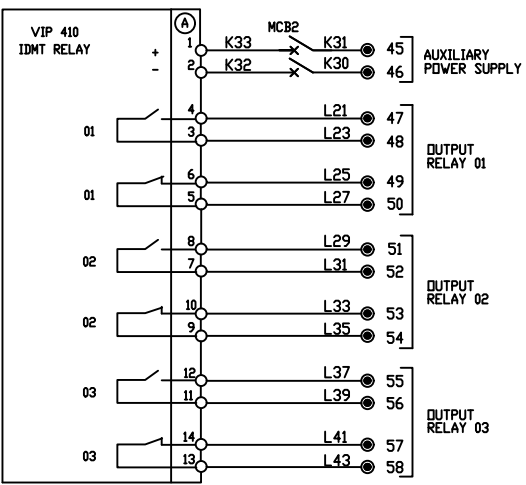 VIP 410
IDMT RELAY
A
MCB2
+ 1 K33 K31 45
- 2 K32 K30 46
AUXILIARY
POWER SUPPLY
4 L21 47
01
3 L23 48
OUTPUT
RELAY 01
6 L25 49
01
5 L27 50
8 L29 51
02
7 L31 52
OUTPUT
RELAY 02
10 L33 53
02
9 L35 54
12 L37 55
03
11 L39 56
OUTPUT
RELAY 03
14 L41 57
03
13 L43 58